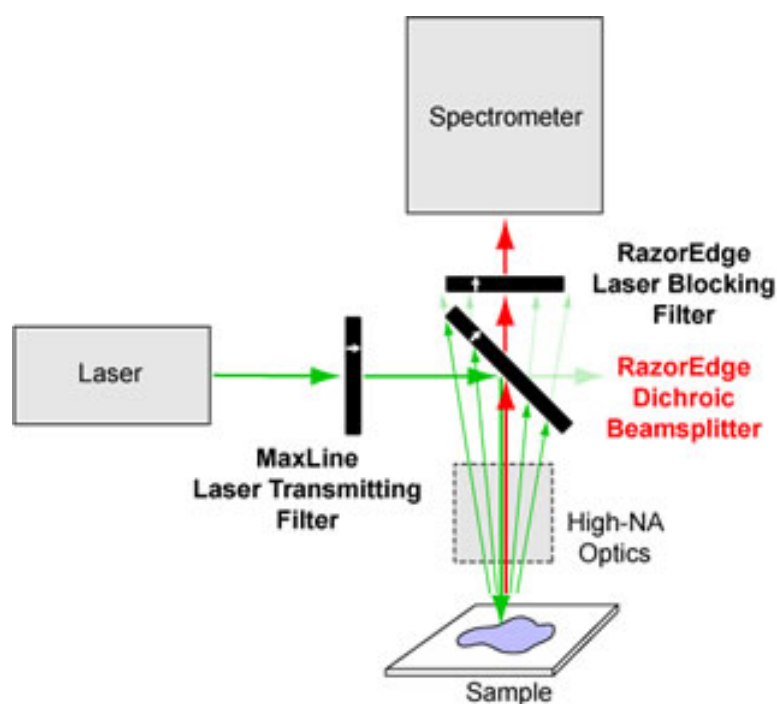 Spectrometer
RazorEdge
Laser Blocking
Filter
Laser
RazorEdge
Dichroic
Beamsplitter
MaxLine
Laser Transmitting
Filter
High-NA
Optics
Sample